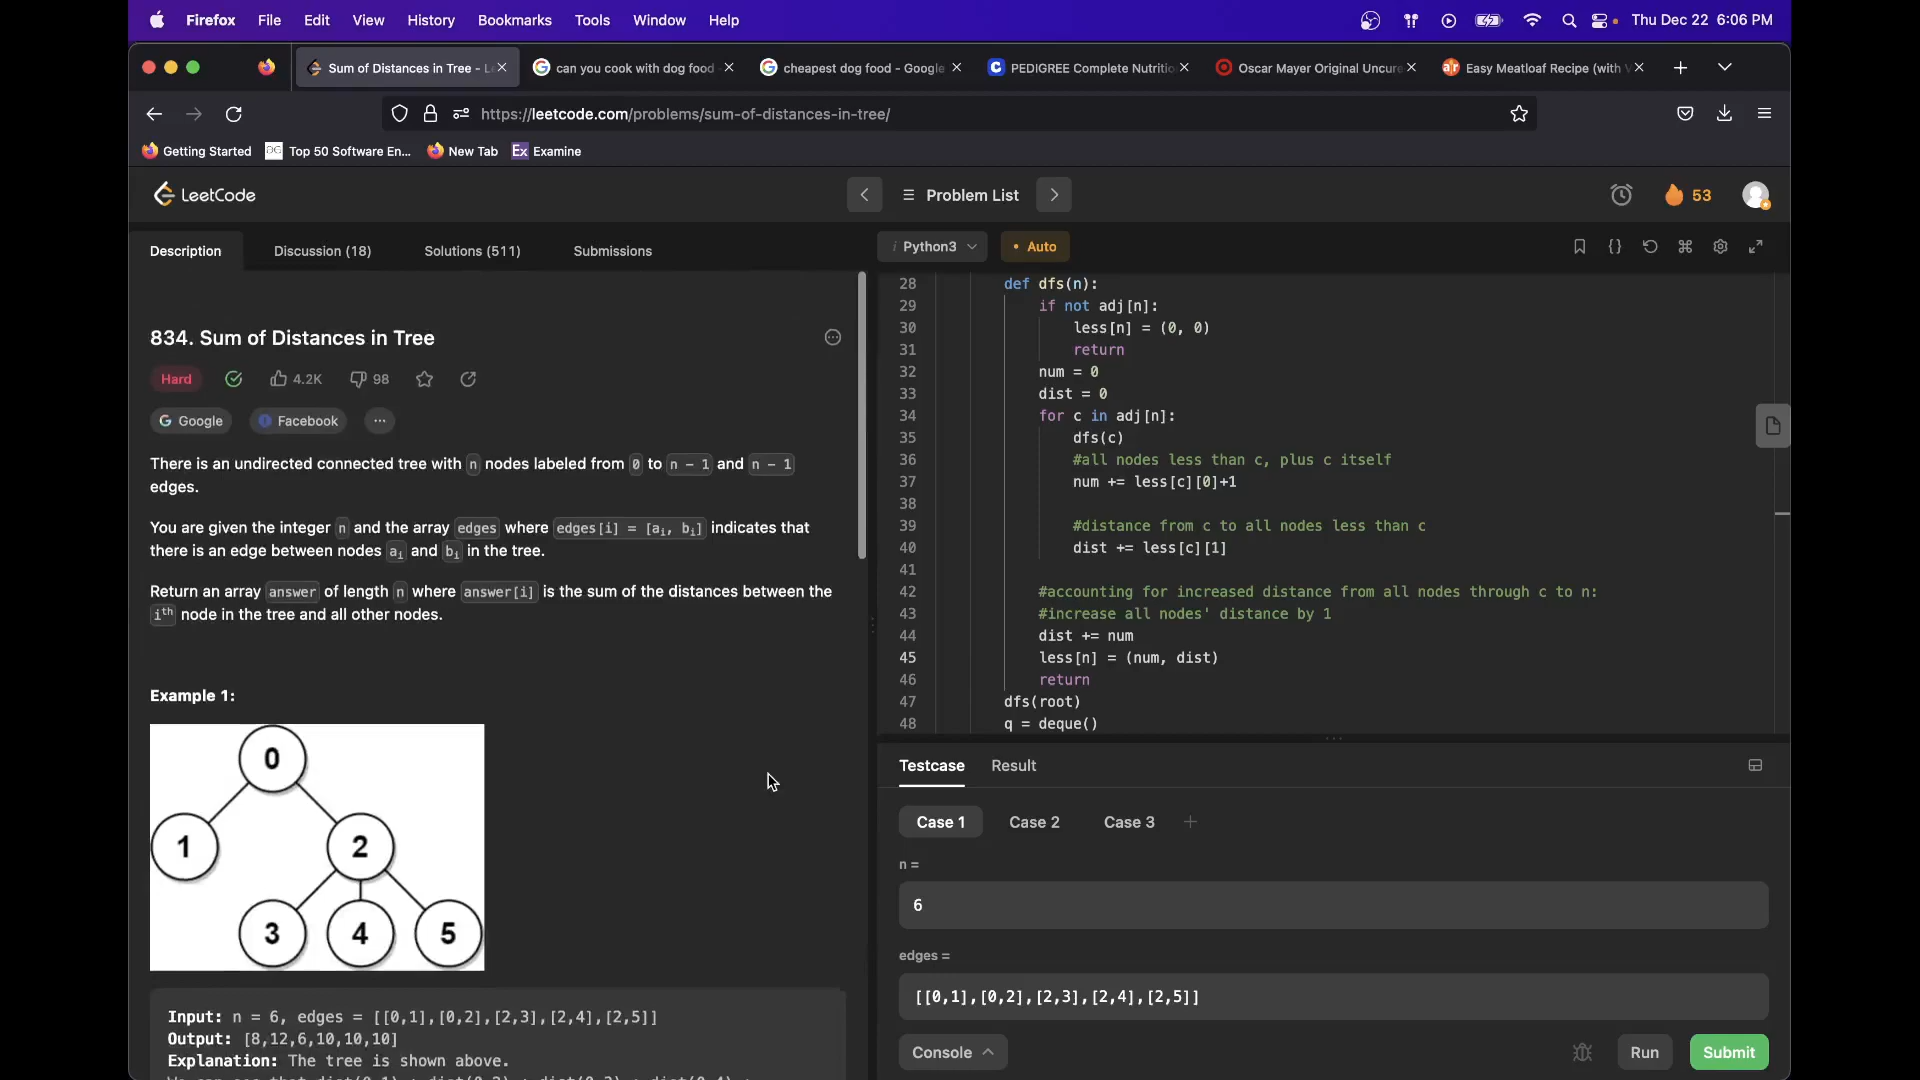 Firefox File Edit View History Bookmarks Tools Window Help Thu Dec 22 6:06 PM
Sum of Distances in Tree - can you cook with dog food cheapest dog food - Google PEDIGREE Complete Oscar Mayer Original Easy Meatloaf Recipe (with
https://leetcode.com/problems/sum-of-distances-in-tree/
Getting Started Top 50 Software En... New Tab Ex Examine
LeetCode Problem List 53
Description Discussion (18) Solutions (511) Submissions
834. Sum of Distances in Tree
Hard 4.2K 98
Google Facebook ...
There is an undirected connected tree with n nodes labeled from 0 to n - 1 and n - 1
edges.
You are given the integer n and the array edges where edges[i] = [aᵢ, bᵢ] indicates that
there is an edge between nodes aᵢ and bᵢ in the tree.
Return an array answer of length n where answer[i] is the sum of the distances between the
iᵗʰ node in the tree and all other nodes.
Example 1:
0
1 2
3 4 5
Input: n = 6, edges = [[0,1],[0,2],[2,3],[2,4],[2,5]]
Output: [8,12,6,10,10,10]
Explanation: The tree is shown above.
i Python3 • Auto
28 def dfs(n):
29 if not adj[n]:
30 less[n] = (0, 0)
31 return
32 num = 0
33 dist = 0
34 for c in adj[n]:
35 dfs(c)
36 #all nodes less than c, plus c itself
37 num += less[c][0]+1
38
39 #distance from c to all nodes less than c
40 dist += less[c][1]
41
42 #accounting for increased distance from all nodes through c to n:
43 #increase all nodes' distance by 1
44 dist += num
45 less[n] = (num, dist)
46 return
47 dfs(root)
48 q = deque()
Testcase Result
Case 1 Case 2 Case 3 +
n =
6
edges =
[[0,1],[0,2],[2,3],[2,4],[2,5]]
Console Run Submit